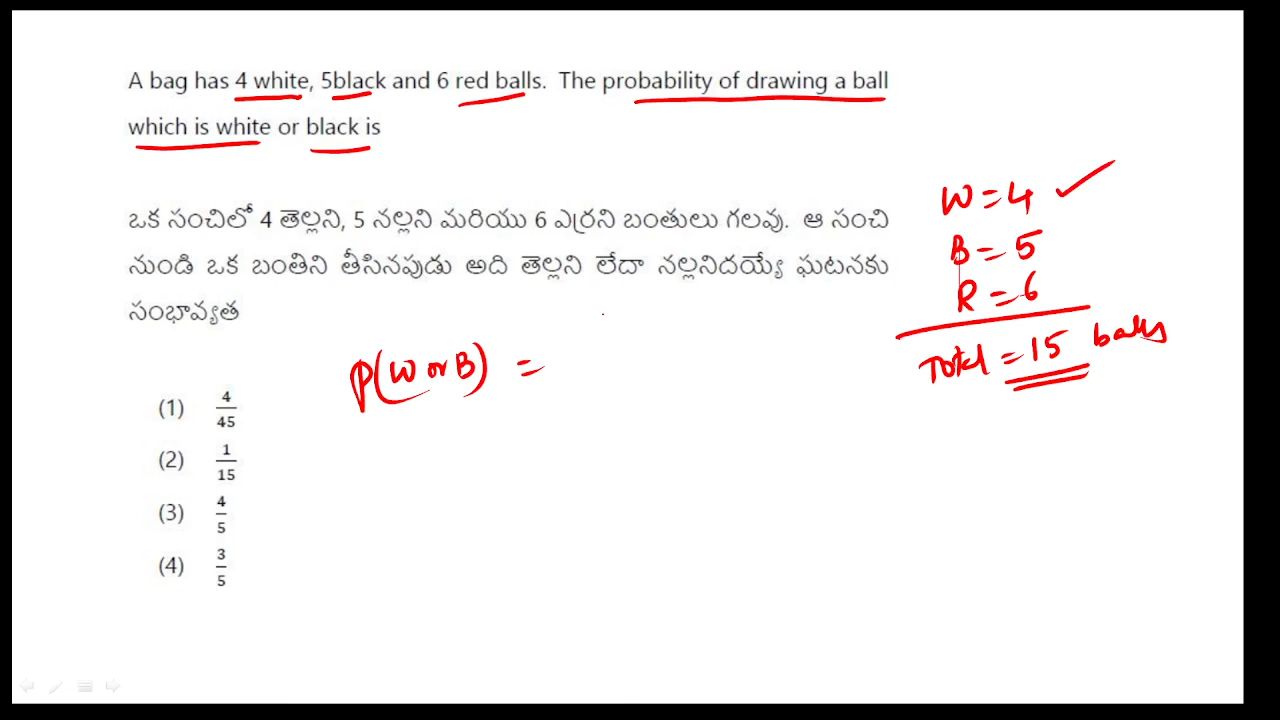 A bag has 4 white, 5black and 6 red balls. The probability of drawing a ball
which is white or black is
ఒక సంచిలో 4 తెల్లని, 5 నల్లని మరియు 6 ఎర్రని బంతులు గలవు. ఆ సంచి
నుండి ఒక బంతిని తీసినపుడు అది తెల్లని లేదా నల్లనిదయ్యే ఘటనకు
సంభావ్యత
(1) 4/45
(2) 1/15
(3) 4/5
(4) 3/5
P(W or B) =
W = 4 ✓
B = 5
R = 6
Total = 15 balls